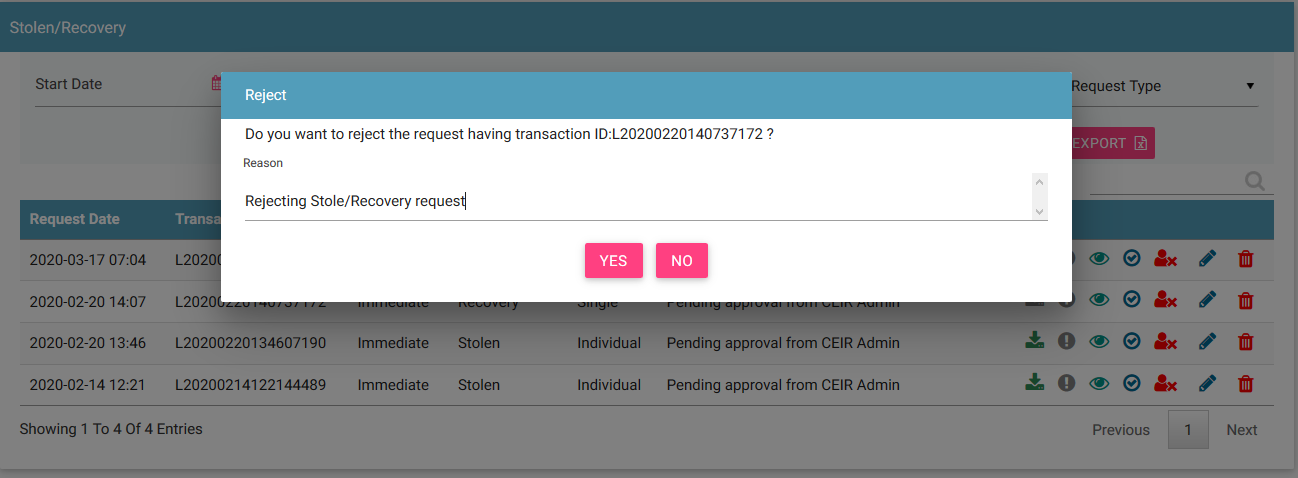 Stolen/Recovery
Start Date
Request Type
Reject
Do you want to reject the request having transaction ID:L20200220140737172 ?
Reason
Rejecting Stole/Recovery request
YES NO
EXPORT
Request Date
2020-03-17 07:04
2020-02-20 14:07 L20200220140737172 Immediate Recovery Single Pending approval from CEIR Admin
2020-02-20 13:46 L20200220134607190 Immediate Stolen Individual Pending approval from CEIR Admin
2020-02-14 12:21 L20200214122144489 Immediate Stolen Individual Pending approval from CEIR Admin
Showing 1 To 4 Of 4 Entries
Previous 1 Next